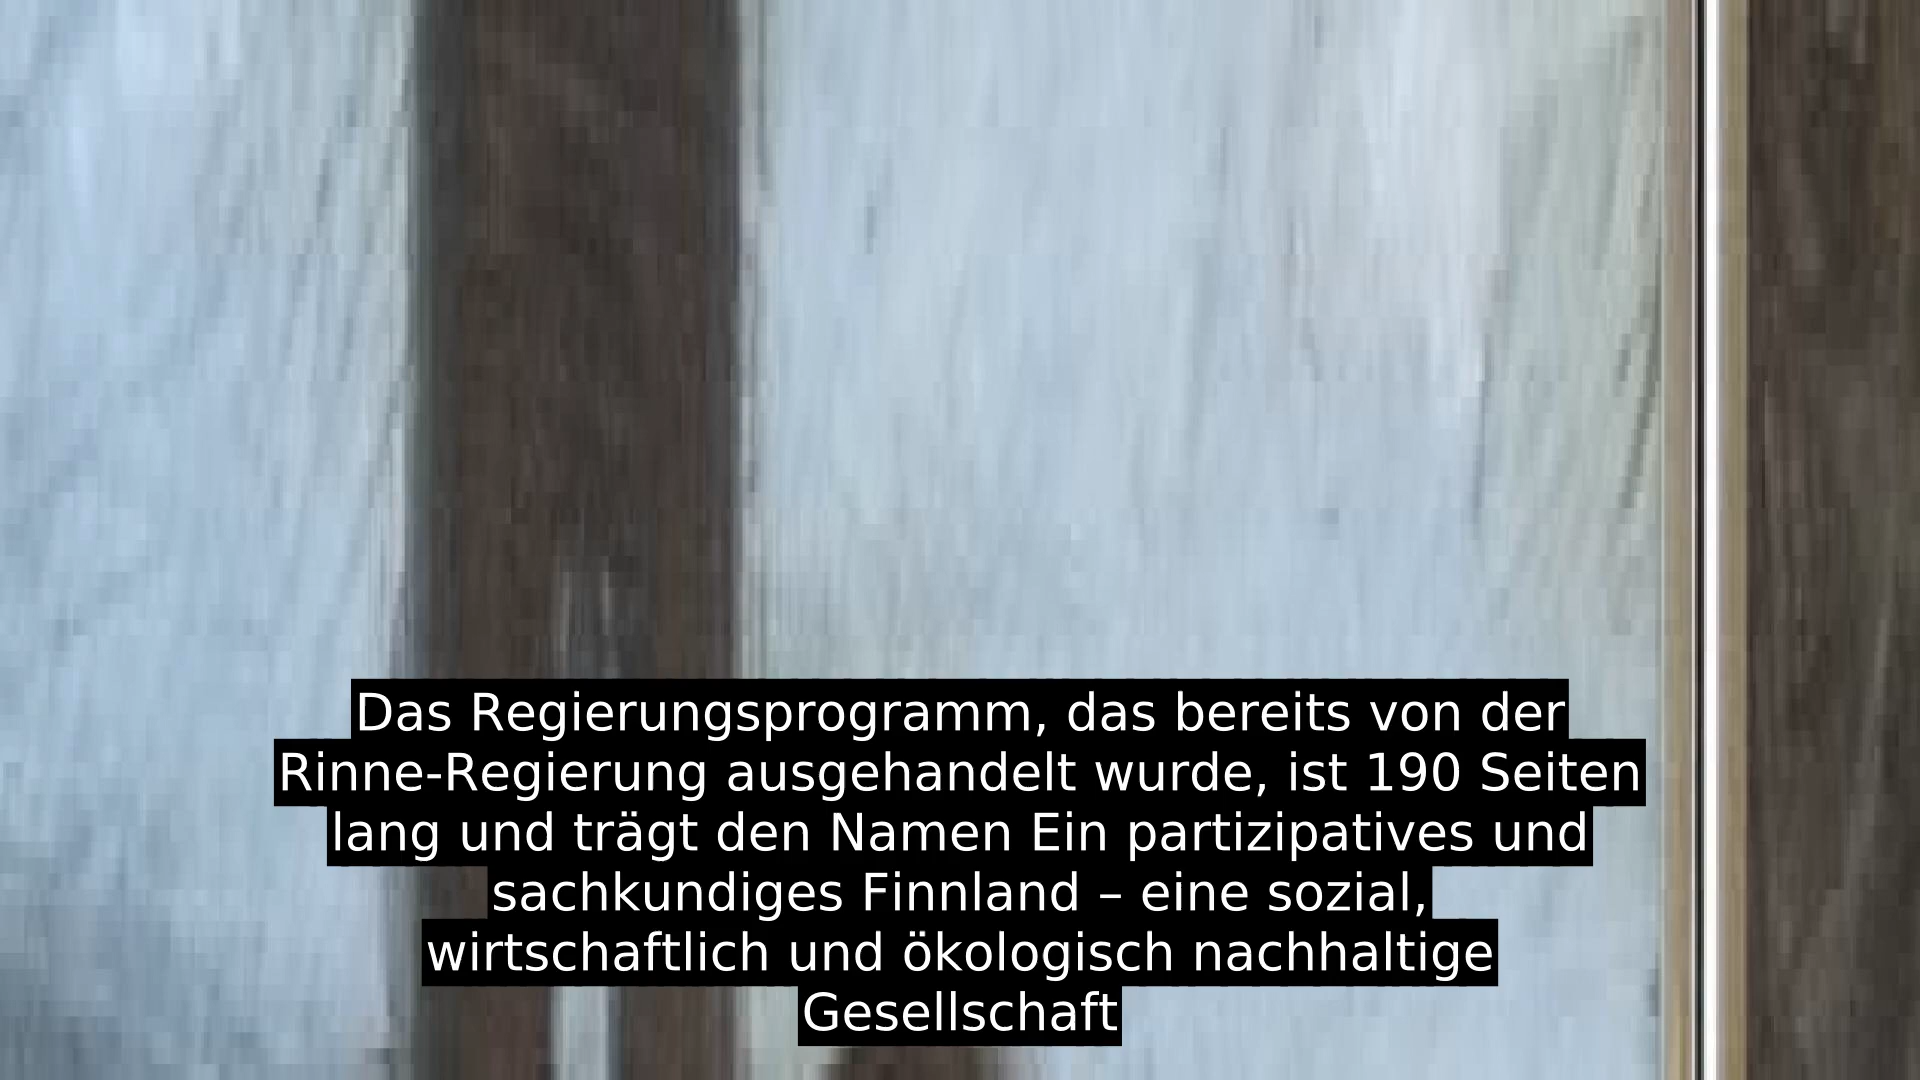 Das Regierungsprogramm, das bereits von der
Rinne-Regierung ausgehandelt wurde, ist 190 Seiten
lang und trägt den Namen Ein partizipatives und
sachkundiges Finnland – eine sozial,
wirtschaftlich und ökologisch nachhaltige
Gesellschaft